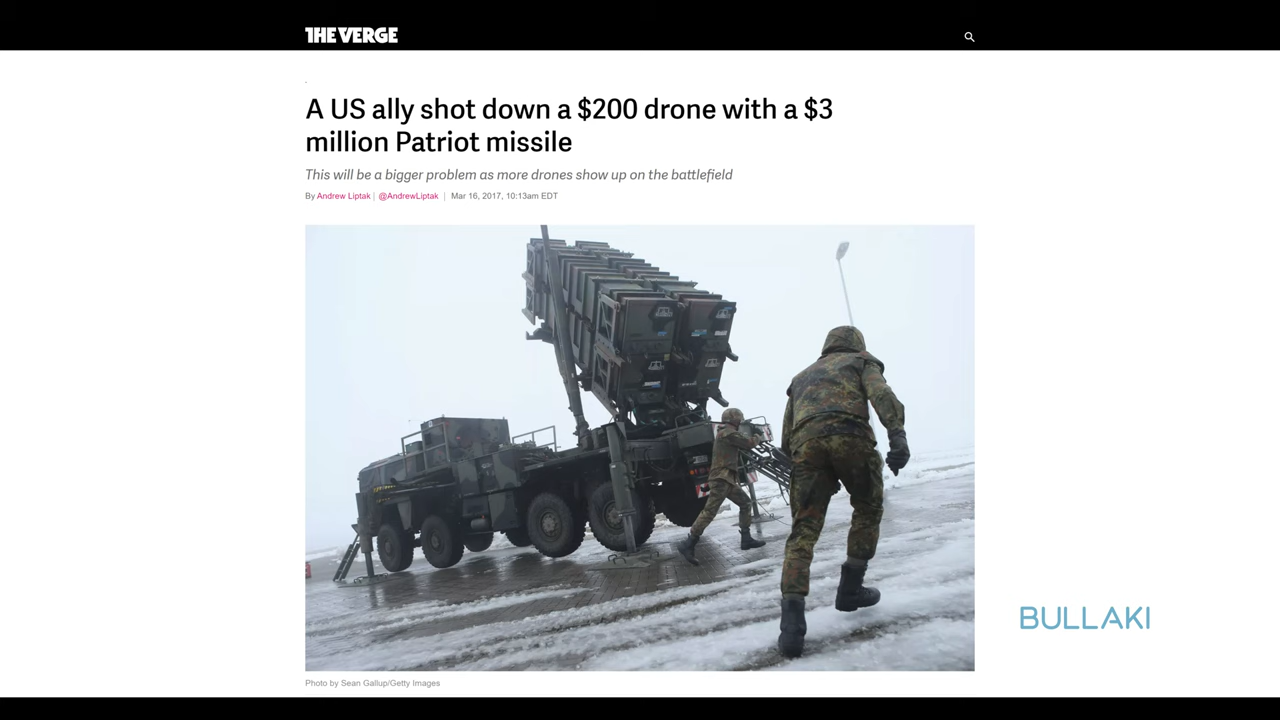 THE VERGE
A US ally shot down a $200 drone with a $3
million Patriot missile
This will be a bigger problem as more drones show up on the battlefield
By Andrew Liptak | @AndrewLiptak | Mar 16, 2017, 10:13am EDT
BULLAKI
Photo by Sean Gallup/Getty Images